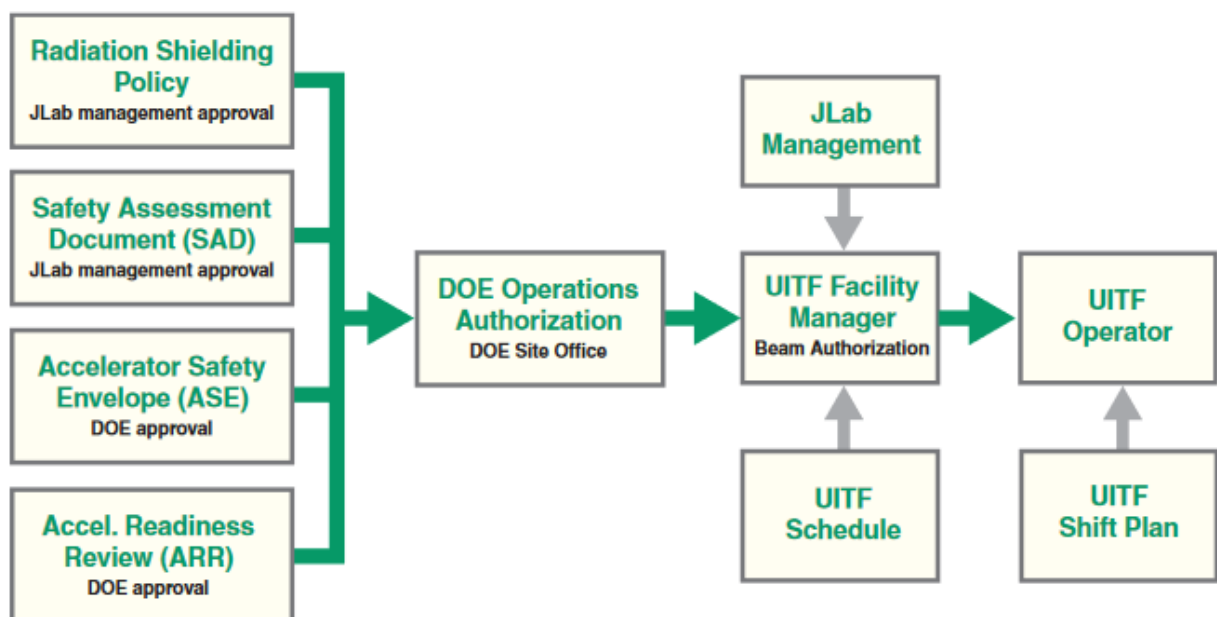 Radiation Shielding
Policy
JLab management approval
Safety Assessment
Document (SAD)
JLab management approval
Accelerator Safety
Envelope (ASE)
DOE approval
Accel. Readiness
Review (ARR)
DOE approval
DOE Operations
Authorization
DOE Site Office
JLab
Management
UITF Facility
Manager
Beam Authorization
UITF
Schedule
UITF
Operator
UITF
Shift Plan